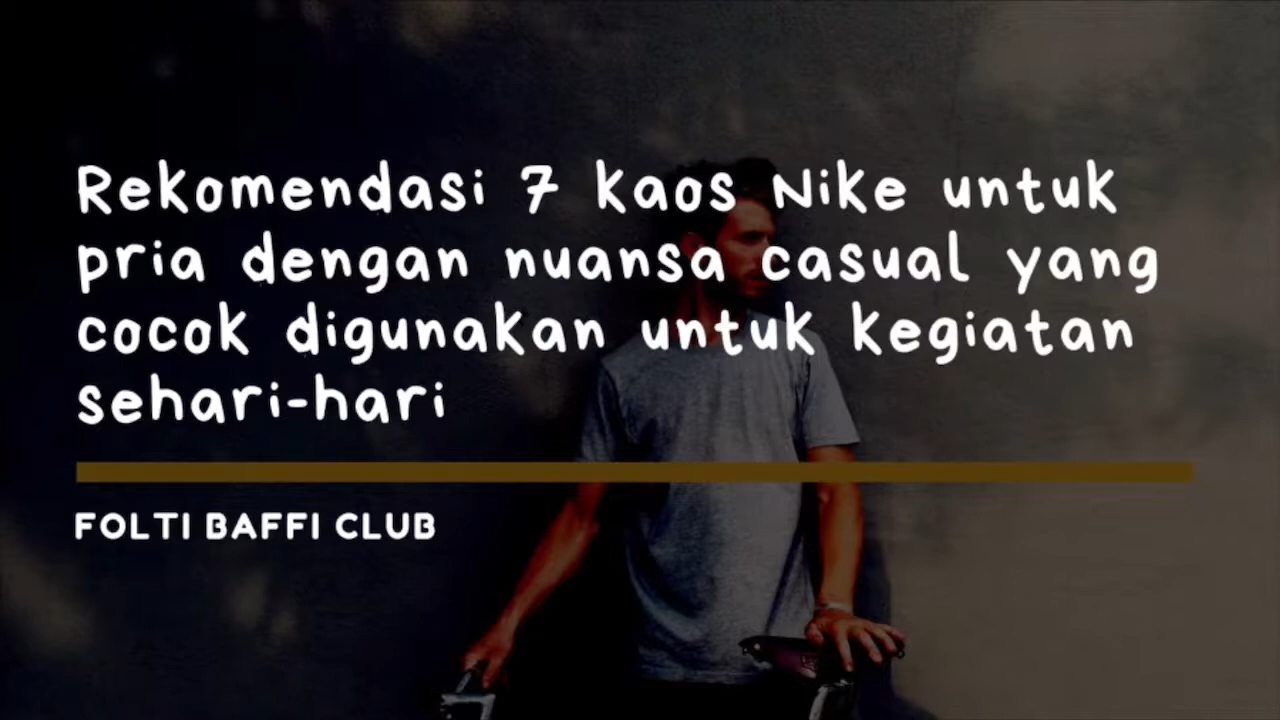 Rekomendasi 7 kaos Nike untuk
pria dengan nuansa casual yang
cocok digunakan untuk kegiatan
sehari-hari
FOLTI BAFFI CLUB